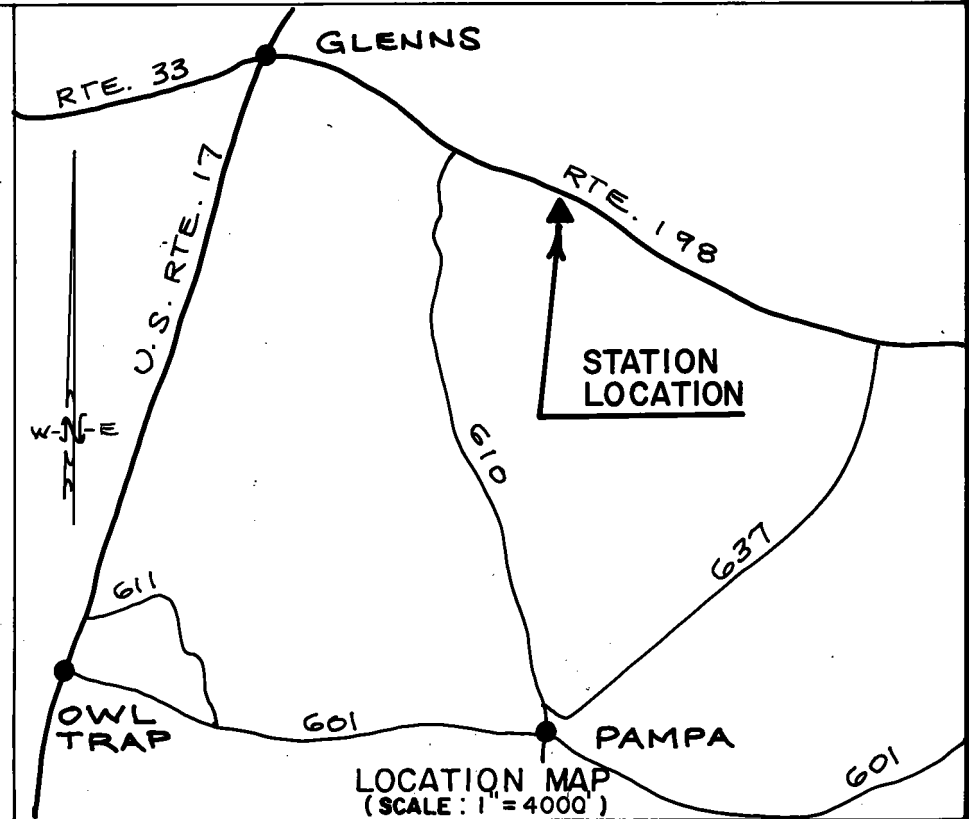 GLENNS
RTE. 33
U.S. RTE. 17
RTE. 198
STATION
LOCATION
W-N-E
610
637
611
OWL
TRAP
601
PAMPA
601
LOCATION MAP
(SCALE: 1"=4000')